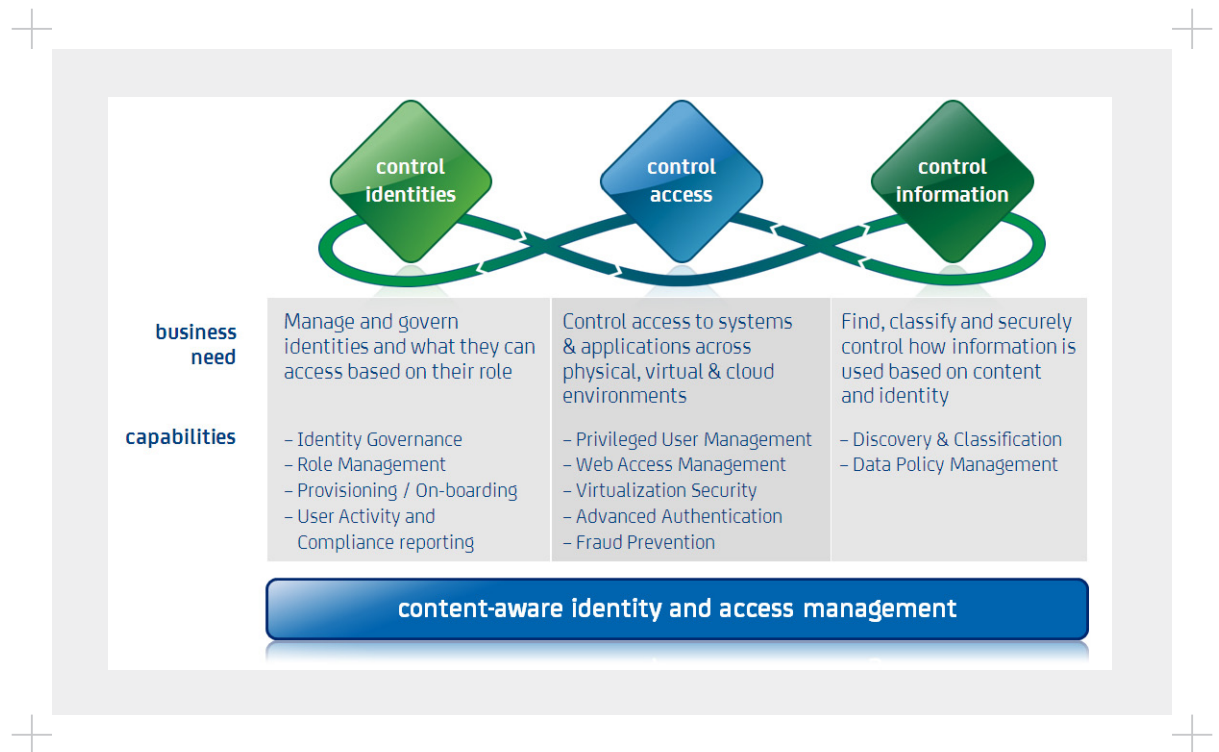 control
identities
control
access
control
information
business
need
Manage and govern
identities and what they can
access based on their role
Control access to systems
& applications across
physical, virtual & cloud
environments
Find, classify and securely
control how information is
used based on content
and identity
capabilities
– Identity Governance
– Role Management
– Provisioning / On-boarding
– User Activity and
Compliance reporting
– Privileged User Management
– Web Access Management
– Virtualization Security
– Advanced Authentication
– Fraud Prevention
– Discovery & Classification
– Data Policy Management
content-aware identity and access management